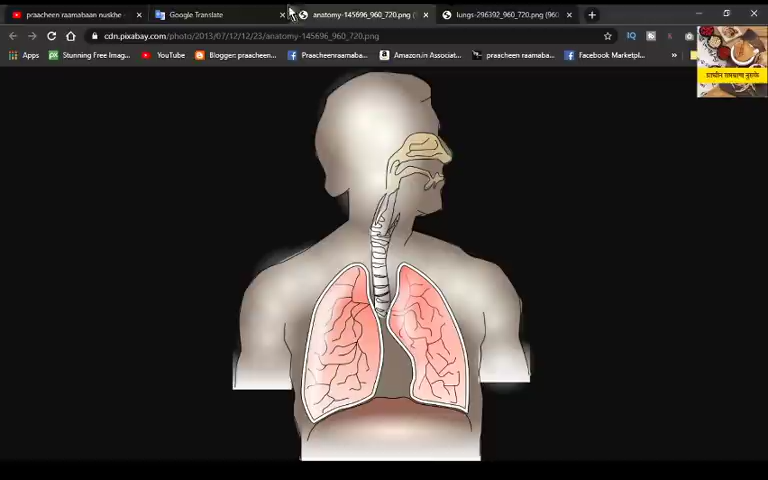 praacheen raamabaan nuskhe
Google Translate
anatomy-145696_960_720.png (
lungs-296392_960_720.png (960
cdn.pixabay.com/photo/2013/07/12/12/23/anatomy-145696_960_720.png
Apps
Stunning Free Imag...
YouTube
Blogger: praacheen...
Praacheenraamaba...
Amazon.in Associat...
praacheen raamaba...
Facebook Marketpl...
प्राचीन रामबाण नुस्खे